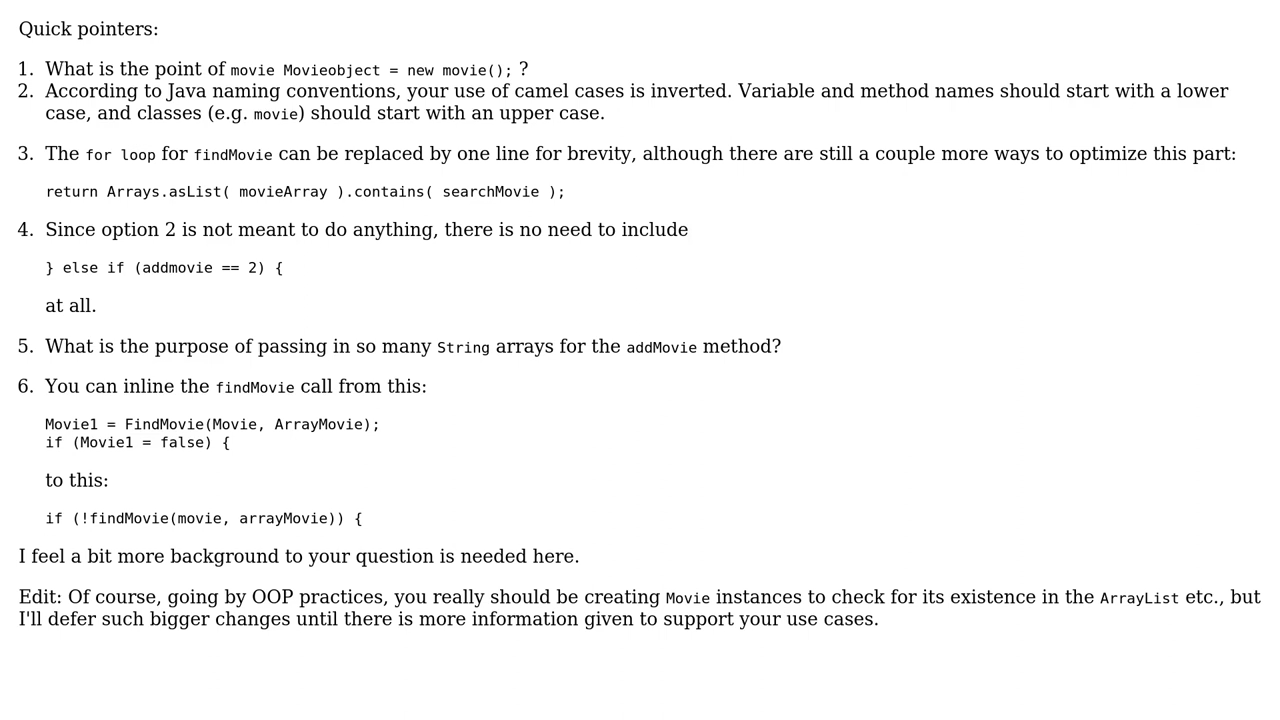 Quick pointers:
1. What is the point of movie Movieobject = new movie(); ?
2. According to Java naming conventions, your use of camel cases is inverted. Variable and method names should start with a lower
case, and classes (e.g. movie) should start with an upper case.
3. The for loop for findMovie can be replaced by one line for brevity, although there are still a couple more ways to optimize this part:
return Arrays.asList( movieArray ).contains( searchMovie );
4. Since option 2 is not meant to do anything, there is no need to include
} else if (addmovie == 2) {
at all.
5. What is the purpose of passing in so many String arrays for the addMovie method?
6. You can inline the findMovie call from this:
Movie1 = FindMovie(Movie, ArrayMovie);
if (Movie1 = false) {
to this:
if (!findMovie(movie, arrayMovie)) {
I feel a bit more background to your question is needed here.
Edit: Of course, going by OOP practices, you really should be creating Movie instances to check for its existence in the ArrayList etc., but
I'll defer such bigger changes until there is more information given to support your use cases.